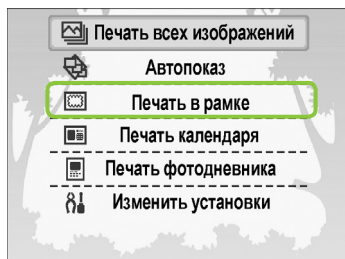 Печать всех изображений
Автопоказ
Печать в рамке
Печать календаря
Печать фотодневника
Изменить установки